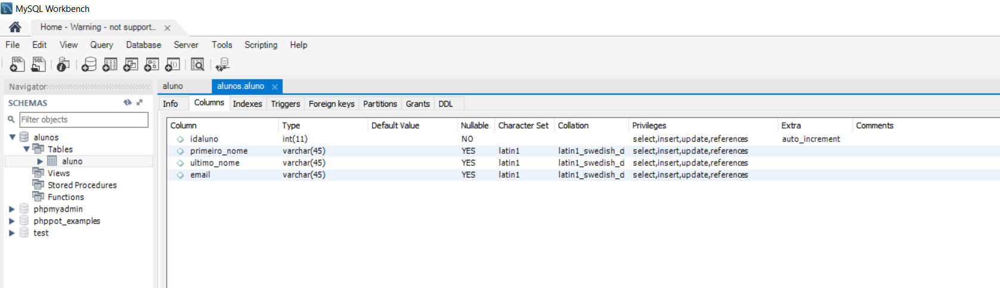 MySQL Workbench
Home - Warning - not support...
File Edit View Query Database Server Tools Scripting Help
Navigator
SCHEMAS
Filter objects
alunos
Tables
aluno
Views
Stored Procedures
Functions
phpmyadmin
phppot_examples
test
aluno alunos.aluno
Info Columns Indexes Triggers Foreign keys Partitions Grants DDL
Column Type Default Value Nullable Character Set Collation Privileges Extra Comments
idaluno int(11) NO select,insert,update,references auto_increment
primeiro_nome varchar(45) YES latin1 latin1_swedish_ci select,insert,update,references
ultimo_nome varchar(45) YES latin1 latin1_swedish_ci select,insert,update,references
email varchar(45) YES latin1 latin1_swedish_ci select,insert,update,references